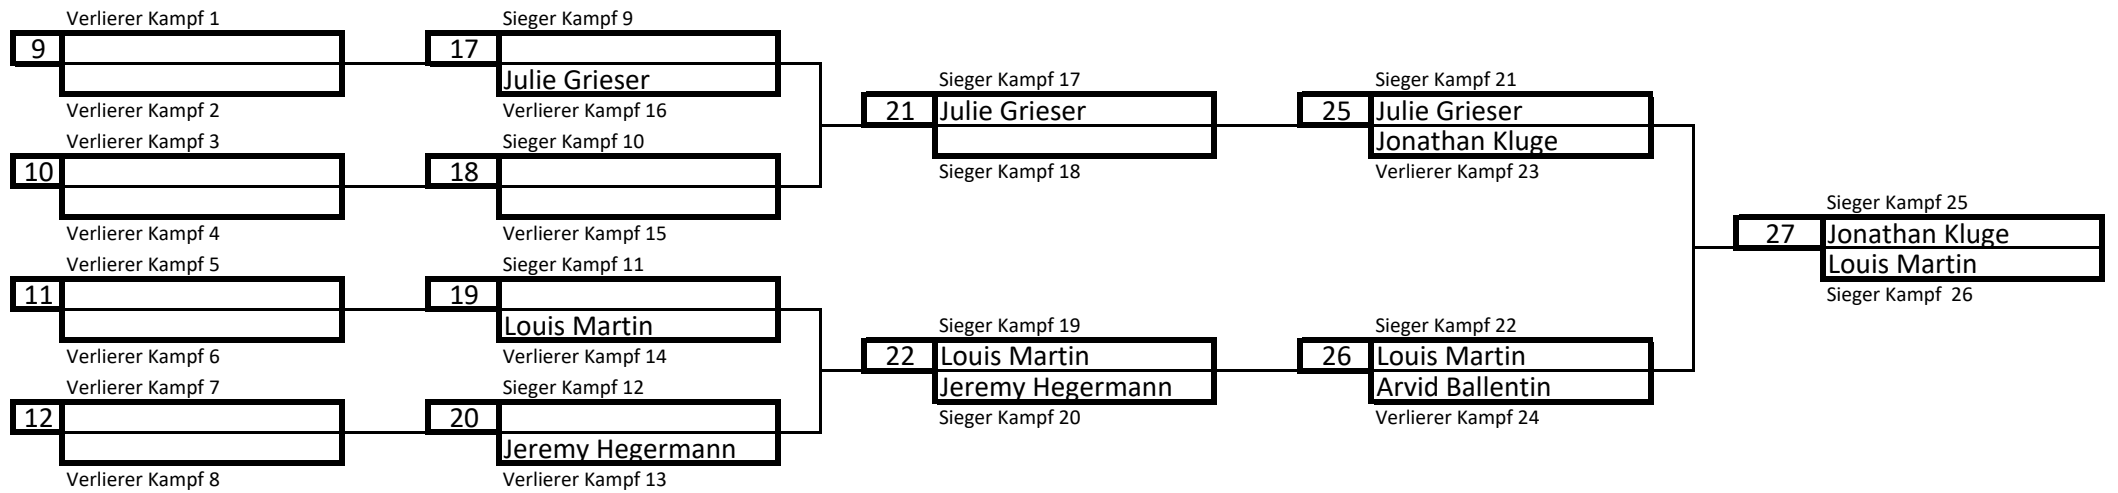 Verlierer Kampf 1
9
Verlierer Kampf 2
Verlierer Kampf 3
10
Verlierer Kampf 4
Verlierer Kampf 5
11
Verlierer Kampf 6
Verlierer Kampf 7
12
Verlierer Kampf 8
Sieger Kampf 9
17
Julie Grieser
Verlierer Kampf 16
Sieger Kampf 10
18
Verlierer Kampf 15
Sieger Kampf 11
19
Louis Martin
Verlierer Kampf 14
Sieger Kampf 12
20
Jeremy Hegermann
Verlierer Kampf 13
Sieger Kampf 17
21 Julie Grieser
Sieger Kampf 18
Sieger Kampf 19
22 Louis Martin
Jeremy Hegermann
Sieger Kampf 20
Sieger Kampf 21
25 Julie Grieser
Jonathan Kluge
Verlierer Kampf 23
Sieger Kampf 22
26 Louis Martin
Arvid Ballentin
Verlierer Kampf 24
Sieger Kampf 25
27 Jonathan Kluge
Louis Martin
Sieger Kampf 26